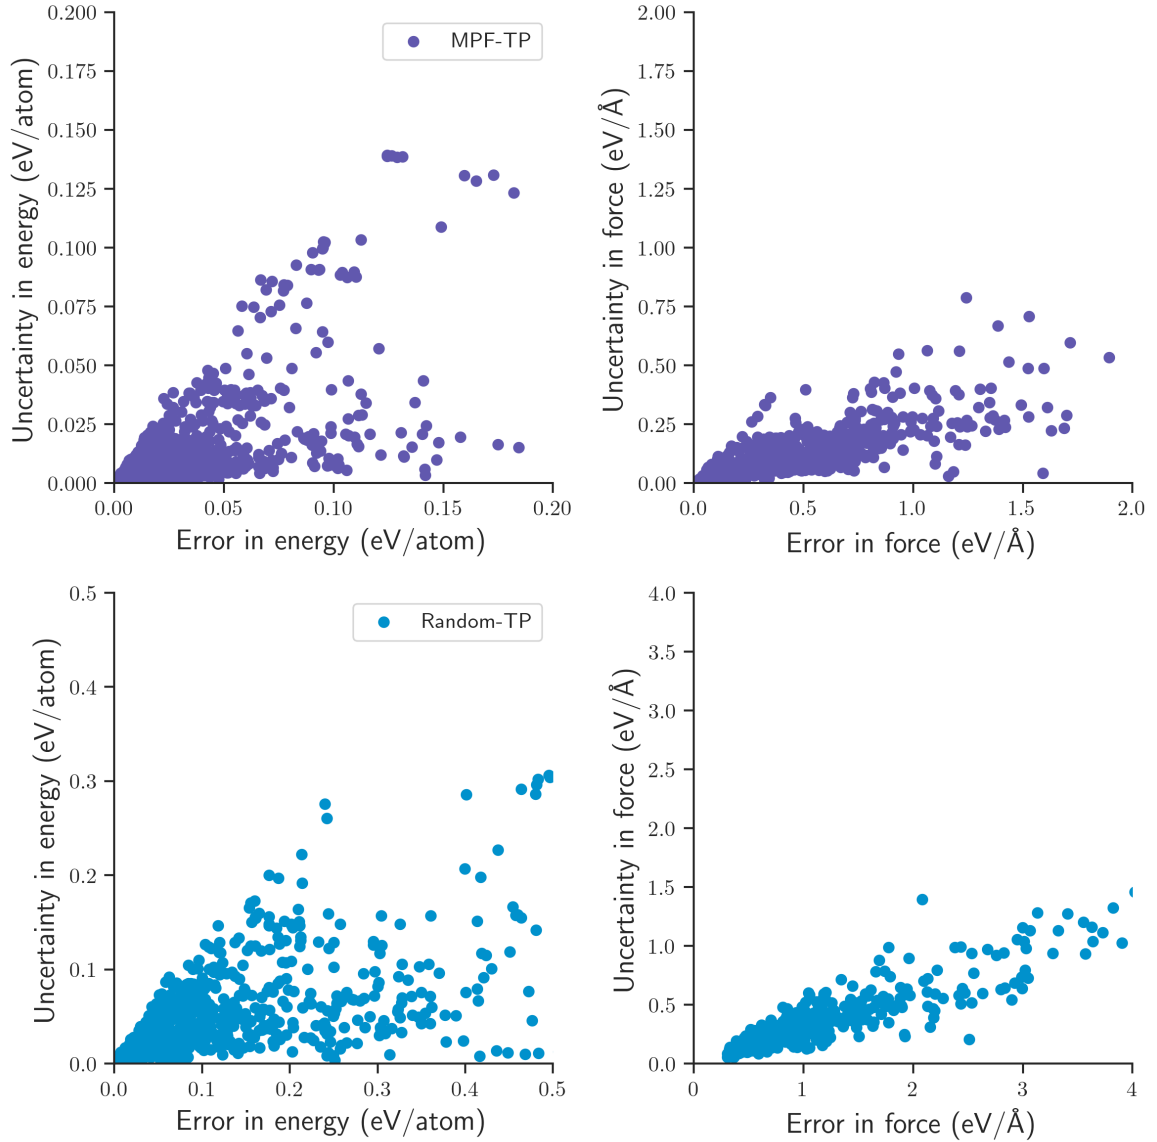 0.200
0.175
0.150
0.125
0.100
0.075
0.050
0.025
0.000
0.00 0.05 0.10 0.15 0.20
Uncertainty in energy (eV/atom)
Error in energy (eV/atom)
MPF-TP
2.00
1.75
1.50
1.25
1.00
0.75
0.50
0.25
0.00
0.0 0.5 1.0 1.5 2.0
Uncertainty in force (eV/Å)
Error in force (eV/Å)
0.5
0.4
0.3
0.2
0.1
0.0
0.0 0.1 0.2 0.3 0.4 0.5
Uncertainty in energy (eV/atom)
Error in energy (eV/atom)
Random-TP
4.0
3.5
3.0
2.5
2.0
1.5
1.0
0.5
0.0
0 1 2 3 4
Uncertainty in force (eV/Å)
Error in force (eV/Å)